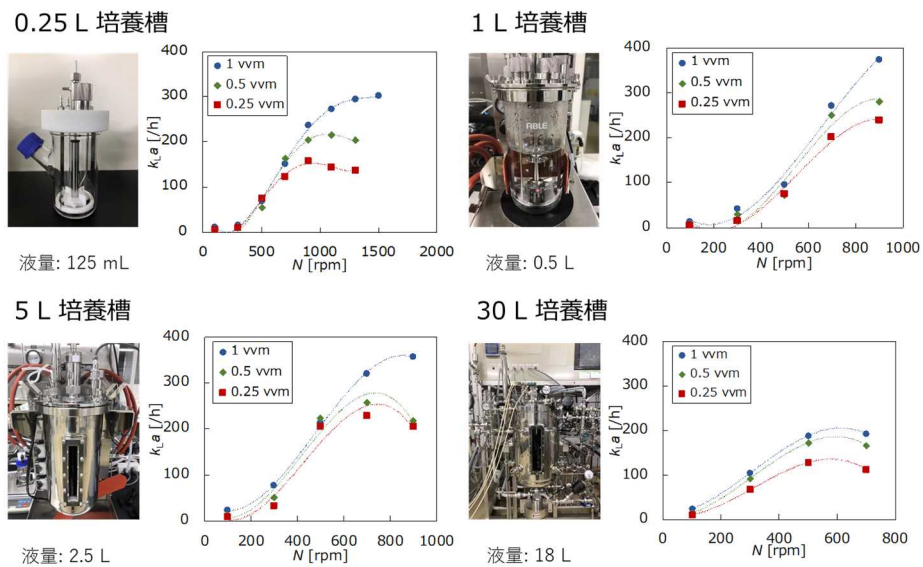 0.25 L 培養槽
400
300
200
100
0
kLa [/h]
1 vvm
0.5 vvm
0.25 vvm
0 500 1000 1500 2000
N [rpm]
液量: 125 mL
1 L 培養槽
ABLE
400
300
200
100
0
kLa [/h]
1 vvm
0.5 vvm
0.25 vvm
0 200 400 600 800 1000
N [rpm]
液量: 0.5 L
5 L 培養槽
400
300
200
100
0
kLa [/h]
1 vvm
0.5 vvm
0.25 vvm
0 200 400 600 800 1000
N [rpm]
液量: 2.5 L
30 L 培養槽
400
300
200
100
0
kLa [/h]
1 vvm
0.5 vvm
0.25 vvm
0 200 400 600 800
N [rpm]
液量: 18 L